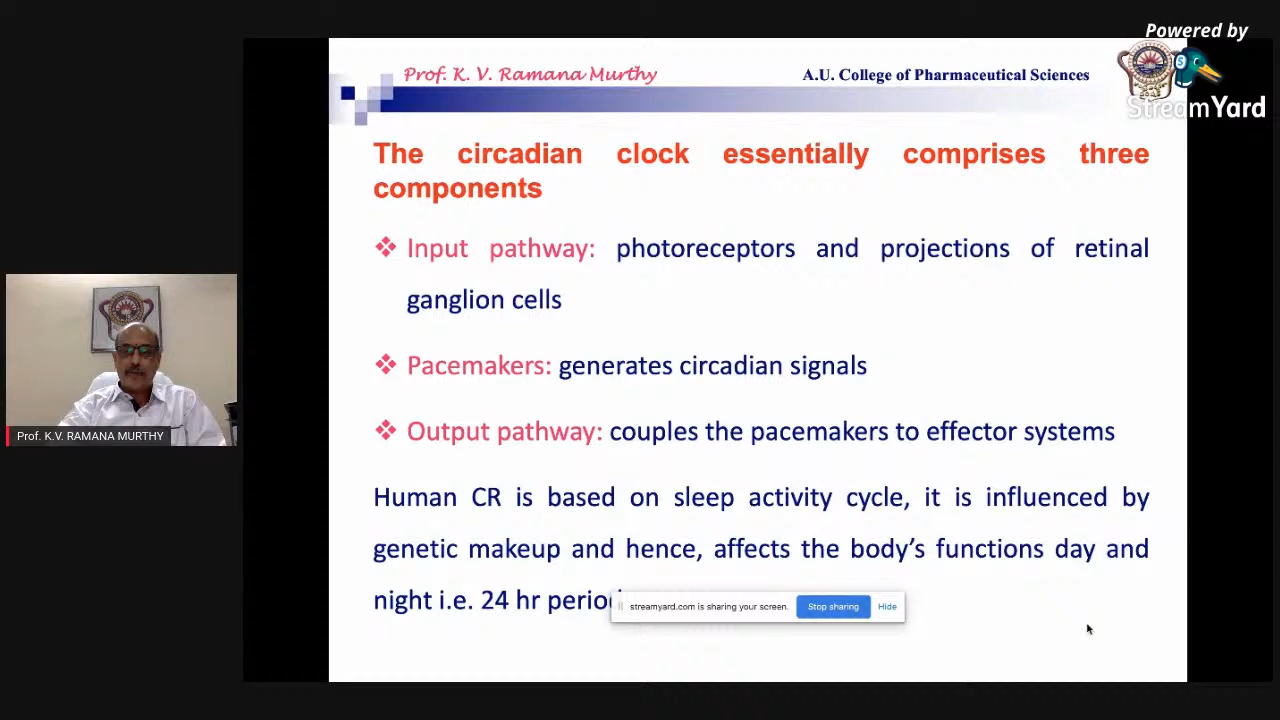 Powered by
StreamYard
Prof. K. V. Ramana Murthy
A.U. College of Pharmaceutical Sciences
The circadian clock essentially comprises three
components
Input pathway: photoreceptors and projections of retinal
ganglion cells
Pacemakers: generates circadian signals
Output pathway: couples the pacemakers to effector systems
Human CR is based on sleep activity cycle, it is influenced by
genetic makeup and hence, affects the body's functions day and
night i.e. 24 hr period
streamyard.com is sharing your screen.
Stop sharing
Hide
Prof. K.V. RAMANA MURTHY